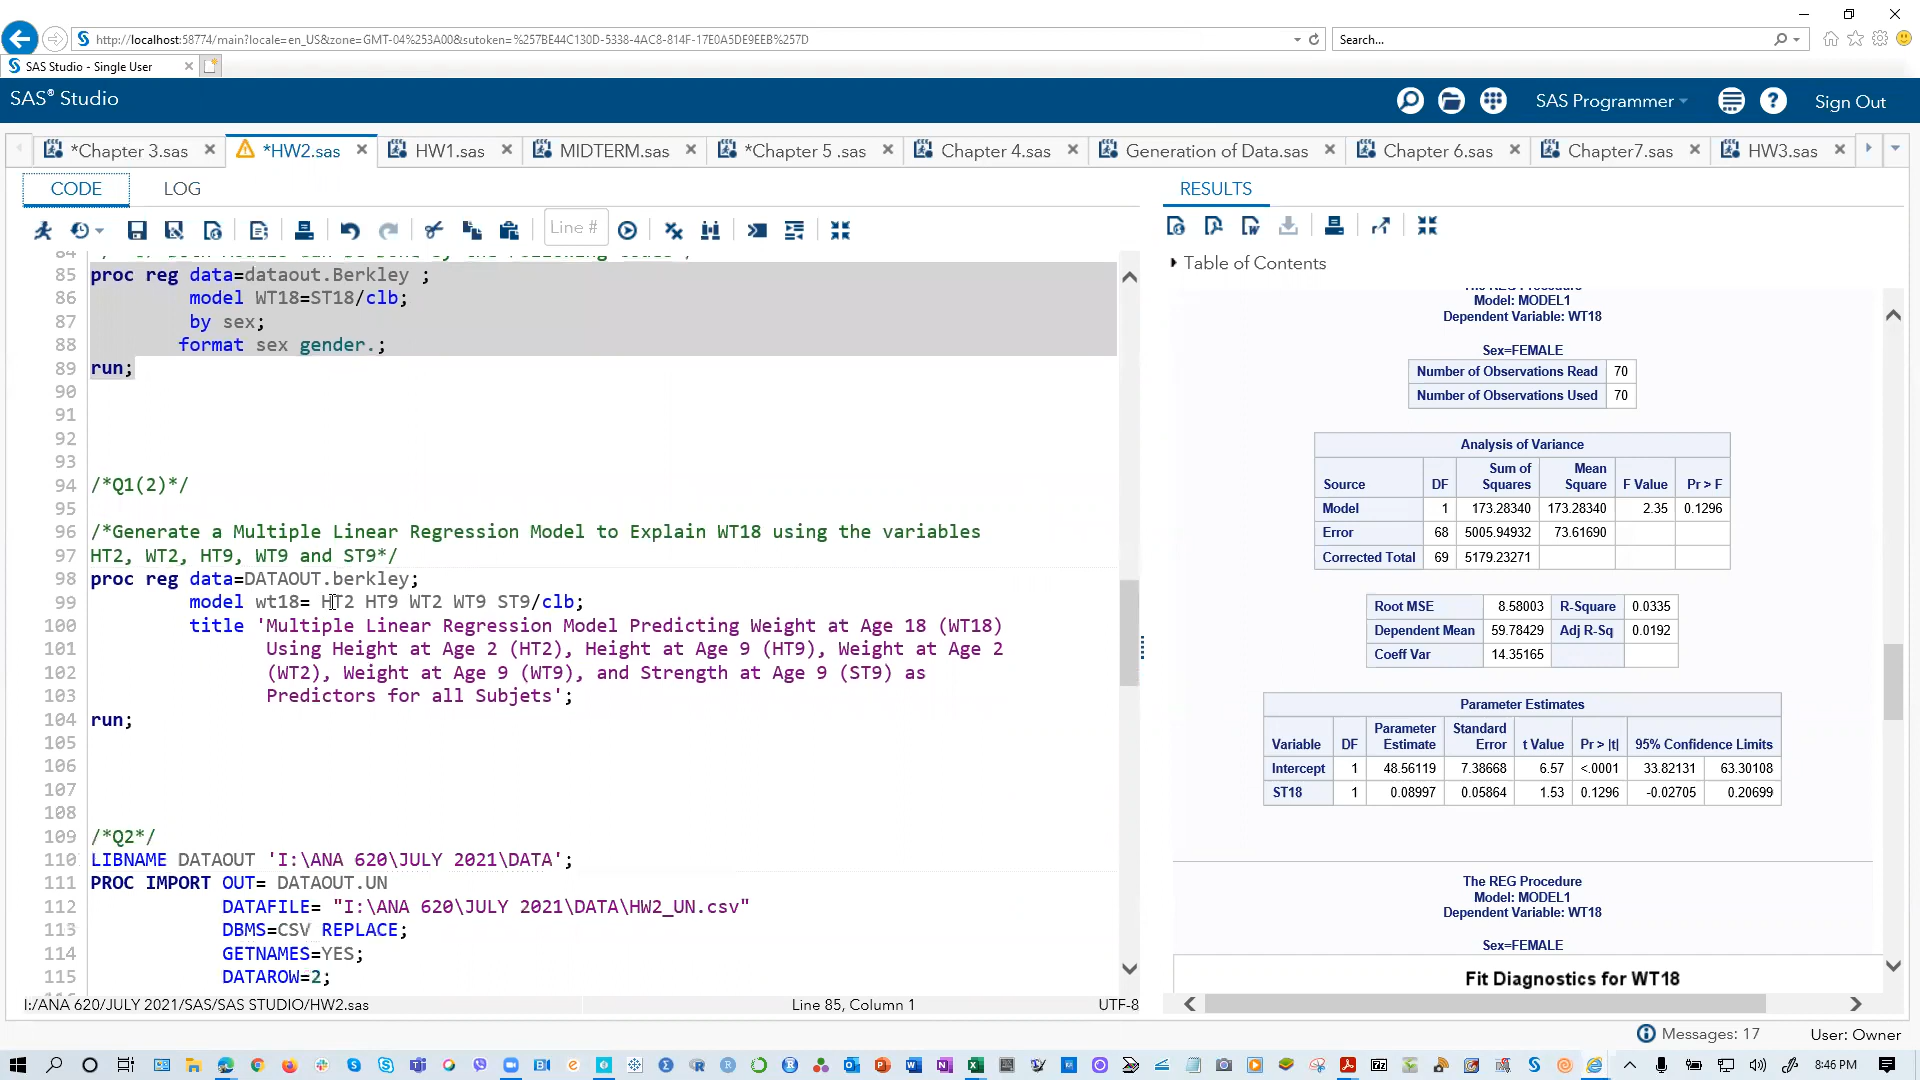 http://localhost:58774/main?locale=en_US&zone=GMT-04%253A00&sutoken=%257BE44C130D-5338-4AC8-814F-17E0A5DE9EEB%257D
Search...
SAS Studio - Single User
SAS® Studio
SAS Programmer
Sign Out
*Chapter 3.sas
*HW2.sas
HW1.sas
MIDTERM.sas
*Chapter 5 .sas
Chapter 4.sas
Generation of Data.sas
Chapter 6.sas
Chapter7.sas
HW3.sas
CODE
LOG
Line #
85 proc reg data=dataout.Berkley ;
86 model WT18=ST18/clb;
87 by sex;
88 format sex gender.;
89 run;
90
91
92
93
94 /*Q1(2)*/
95
96 /*Generate a Multiple Linear Regression Model to Explain WT18 using the variables
97 HT2, WT2, HT9, WT9 and ST9*/
98 proc reg data=DATAOUT.berkley;
99 model wt18= HT2 HT9 WT2 WT9 ST9/clb;
100 title 'Multiple Linear Regression Model Predicting Weight at Age 18 (WT18)
101 Using Height at Age 2 (HT2), Height at Age 9 (HT9), Weight at Age 2
102 (WT2), Weight at Age 9 (WT9), and Strength at Age 9 (ST9) as
103 Predictors for all Subjets';
104 run;
105
106
107
108
109 /*Q2*/
110 LIBNAME DATAOUT 'I:\ANA 620\JULY 2021\DATA';
111 PROC IMPORT OUT= DATAOUT.UN
112 DATAFILE= "I:\ANA 620\JULY 2021\DATA\HW2_UN.csv"
113 DBMS=CSV REPLACE;
114 GETNAMES=YES;
115 DATAROW=2;
I:/ANA 620/JULY 2021/SAS/SAS STUDIO/HW2.sas
Line 85, Column 1
UTF-8
RESULTS
Table of Contents
The REG Procedure
Model: MODEL1
Dependent Variable: WT18
Sex=FEMALE
Number of Observations Read 70
Number of Observations Used 70
Analysis of Variance
Source DF Sum of Squares Mean Square F Value Pr > F
Model 1 173.28340 173.28340 2.35 0.1296
Error 68 5005.94932 73.61690
Corrected Total 69 5179.23271
Root MSE 8.58003 R-Square 0.0335
Dependent Mean 59.78429 Adj R-Sq 0.0192
Coeff Var 14.35165
Parameter Estimates
Variable DF Parameter Estimate Standard Error t Value Pr > |t| 95% Confidence Limits
Intercept 1 48.56119 7.38668 6.57 <.0001 33.82131 63.30108
ST18 1 0.08997 0.05864 1.53 0.1296 -0.02705 0.20699
The REG Procedure
Model: MODEL1
Dependent Variable: WT18
Sex=FEMALE
Fit Diagnostics for WT18
Messages: 17
User: Owner
8:46 PM